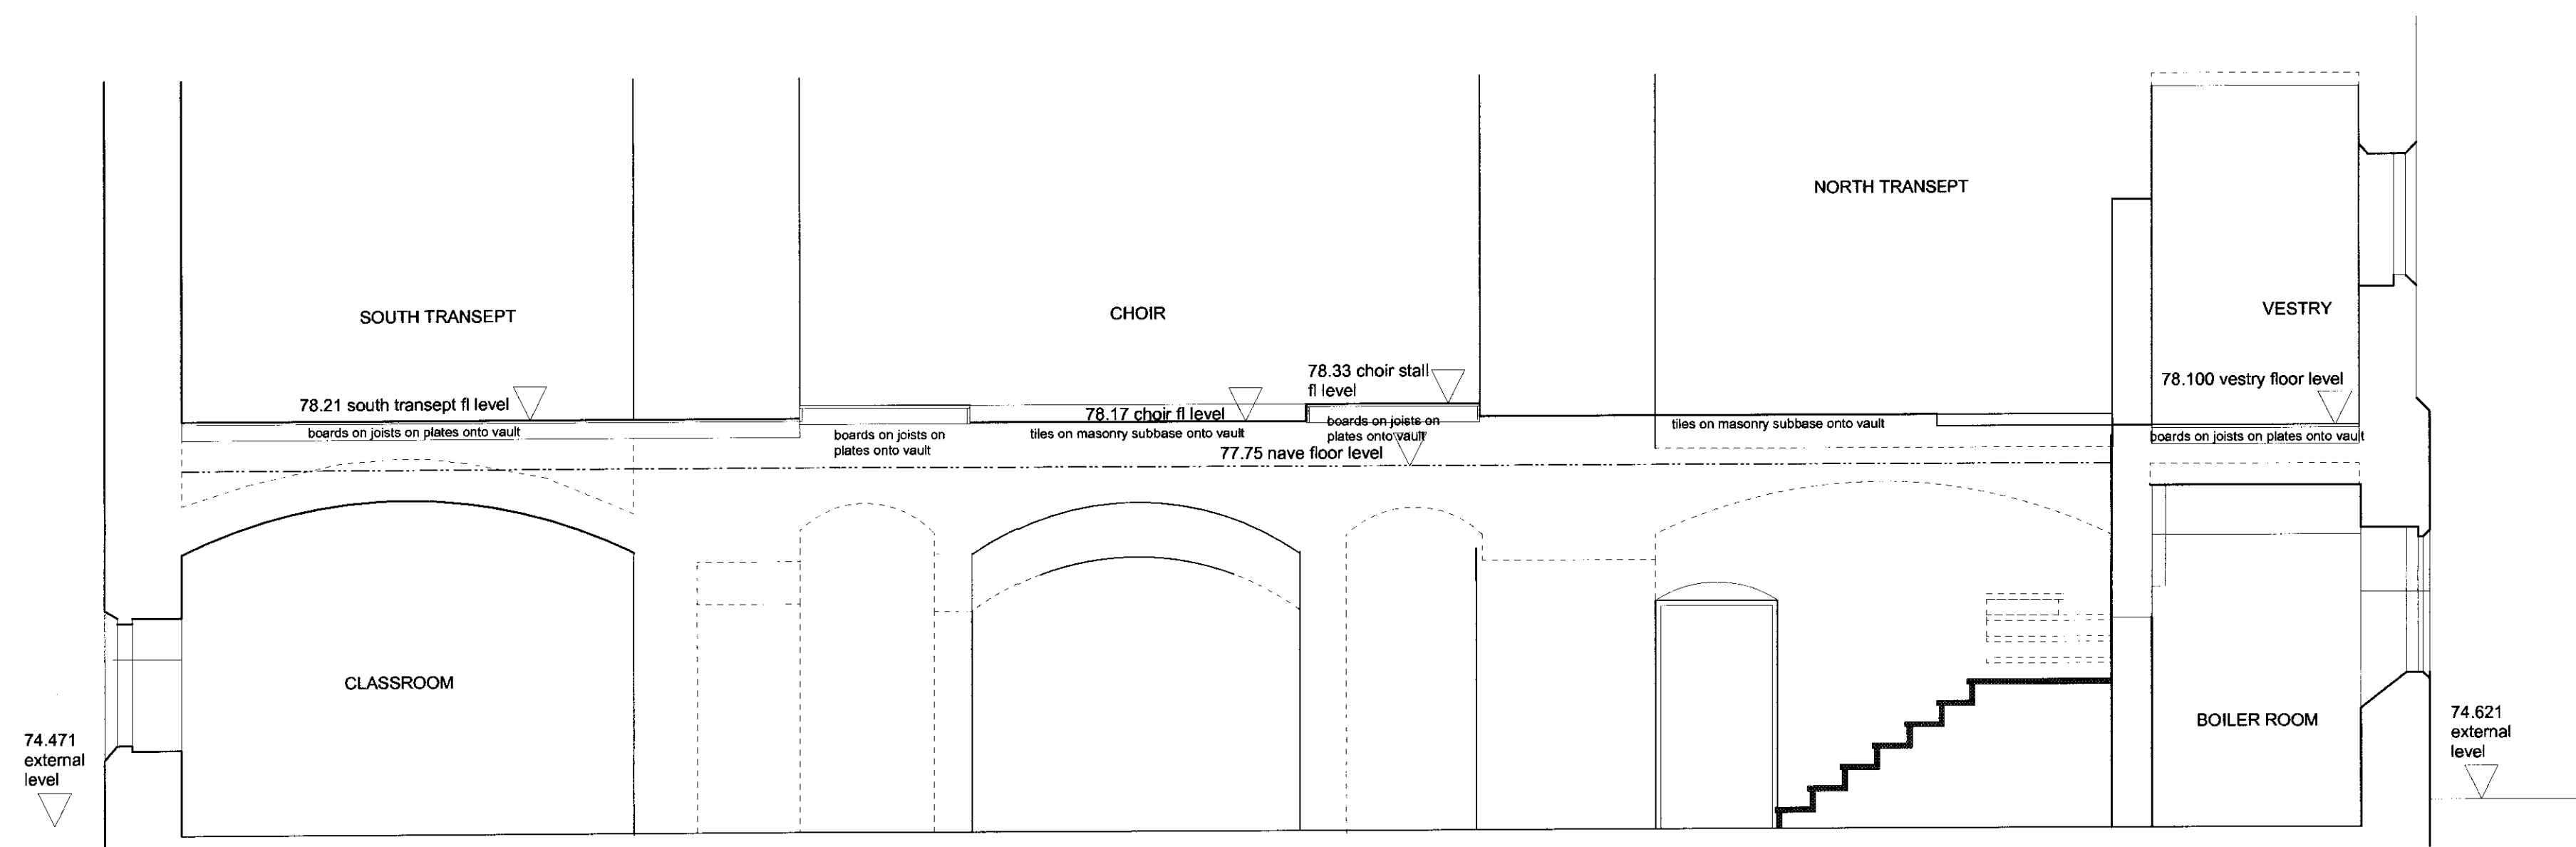 NORTH TRANSEPT
SOUTH TRANSEPT
CHOIR
VESTRY
78.33 choir stall
fl level
78.100 vestry floor level
78.21 south transept fl level
78.17 choir fl level
boards on joists on plates onto vault
boards on joists on
plates onto vault
tiles on masonry subbase onto vault
boards on joists on
plates onto vault
tiles on masonry subbase onto vault
boards on joists on plates onto vault
77.75 nave floor level
CLASSROOM
BOILER ROOM
74.471
external
level
74.621
external
level